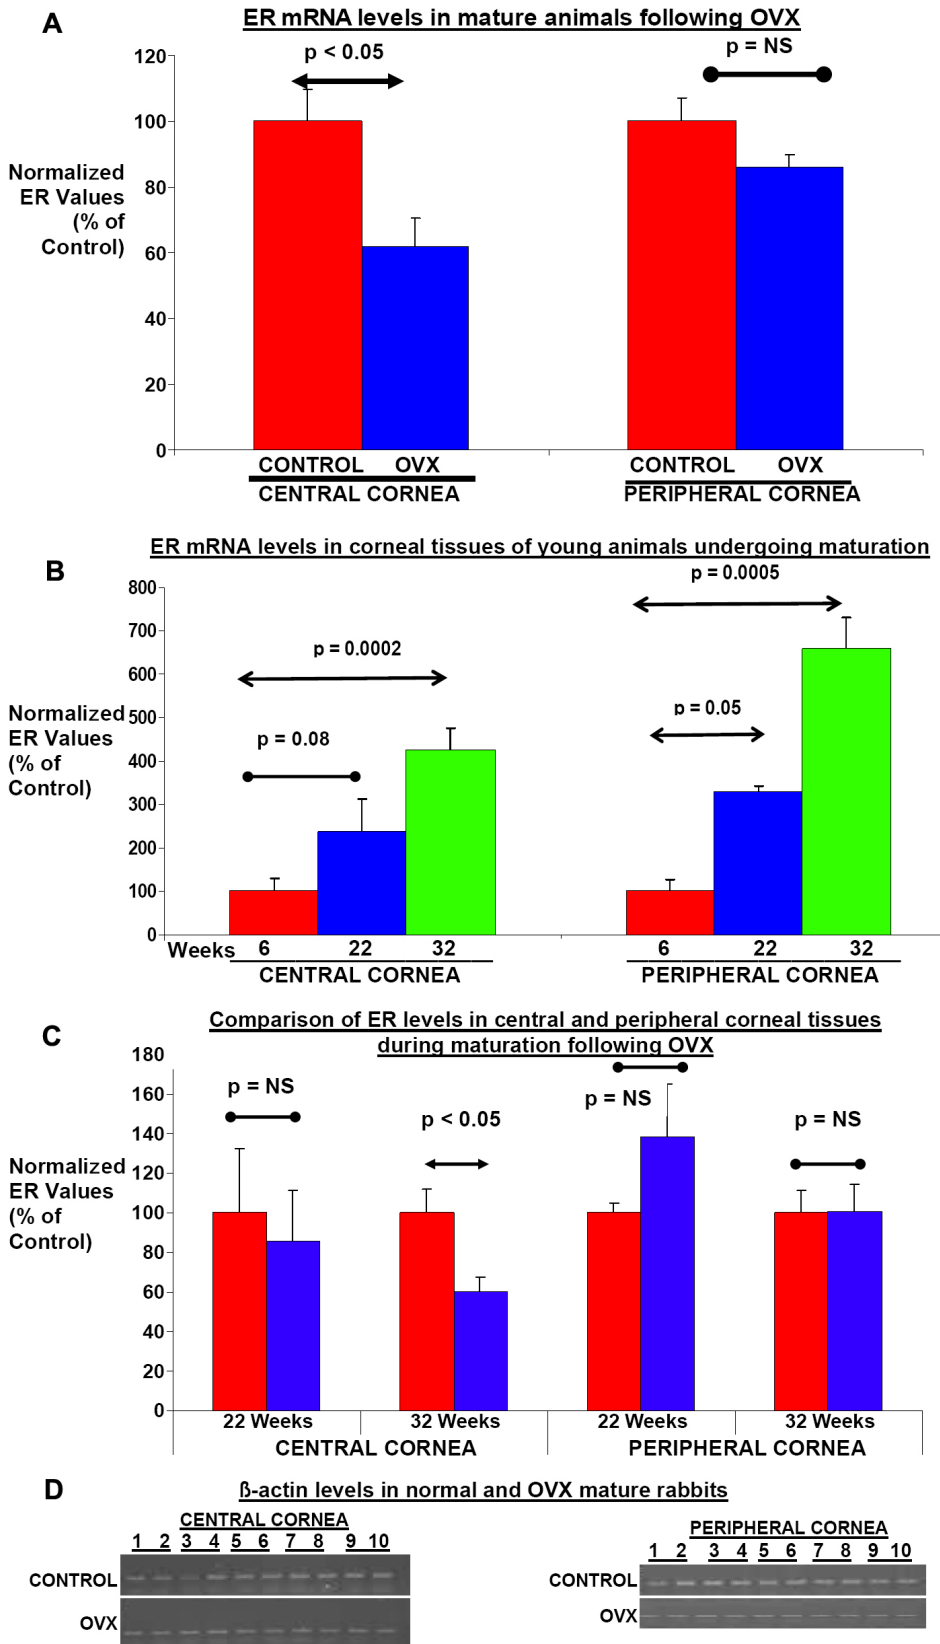 A
ER mRNA levels in mature animals following OVX
p < 0.05
p = NS
120
100
80
60
40
20
0
Normalized
ER Values
(% of
Control)
CONTROL OVX
CENTRAL CORNEA
CONTROL OVX
PERIPHERAL CORNEA
B
ER mRNA levels in corneal tissues of young animals undergoing maturation
p = 0.0005
p = 0.0002
p = 0.05
p = 0.08
800
700
600
500
400
300
200
100
0
Normalized
ER Values
(% of
Control)
Weeks 6 22 32
CENTRAL CORNEA
6 22 32
PERIPHERAL CORNEA
C
Comparison of ER levels in central and peripheral corneal tissues
during maturation following OVX
p = NS
p < 0.05
p = NS
p = NS
180
160
140
120
100
80
60
40
20
0
Normalized
ER Values
(% of
Control)
22 Weeks 32 Weeks 22 Weeks 32 Weeks
CENTRAL CORNEA PERIPHERAL CORNEA
D
ß-actin levels in normal and OVX mature rabbits
CENTRAL CORNEA
1 2 3 4 5 6 7 8 9 10
CONTROL
OVX
PERIPHERAL CORNEA
1 2 3 4 5 6 7 8 9 10
CONTROL
OVX